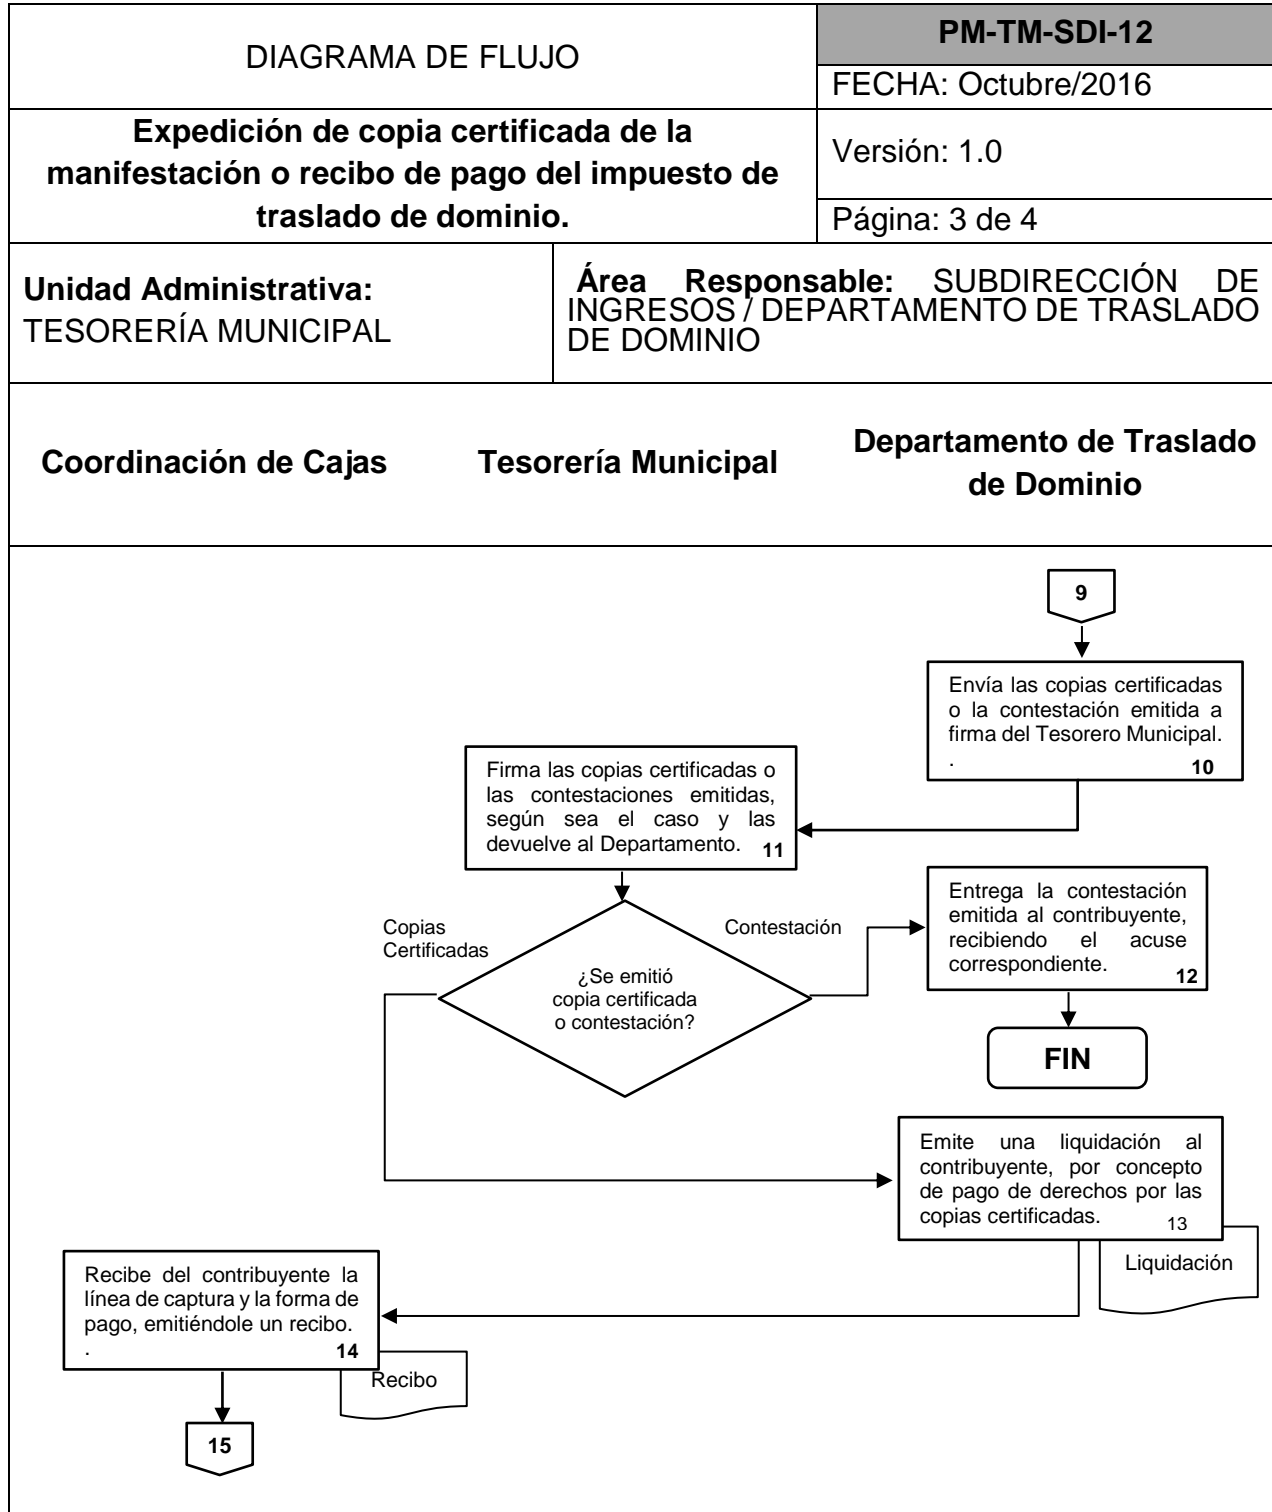 DIAGRAMA DE FLUJO
PM-TM-SDI-12
FECHA: Octubre/2016
Expedición de copia certificada de la
manifestación o recibo de pago del impuesto de
traslado de dominio.
Versión: 1.0
Página: 3 de 4
Unidad Administrativa:
TESORERÍA MUNICIPAL
Área Responsable: SUBDIRECCIÓN DE
INGRESOS / DEPARTAMENTO DE TRASLADO
DE DOMINIO
Coordinación de Cajas
Tesorería Municipal
Departamento de Traslado
de Dominio
9
Envía las copias certificadas
o la contestación emitida a
firma del Tesorero Municipal.
. 10
Firma las copias certificadas o
las contestaciones emitidas,
según sea el caso y las
devuelve al Departamento. 11
Copias
Certificadas
Contestación
¿Se emitió
copia certificada
o contestación?
Entrega la contestación
emitida al contribuyente,
recibiendo el acuse
correspondiente. 12
FIN
Emite una liquidación al
contribuyente, por concepto
de pago de derechos por las
copias certificadas. 13
Liquidación
Recibe del contribuyente la
línea de captura y la forma de
pago, emitiéndole un recibo.
. 14
Recibo
15